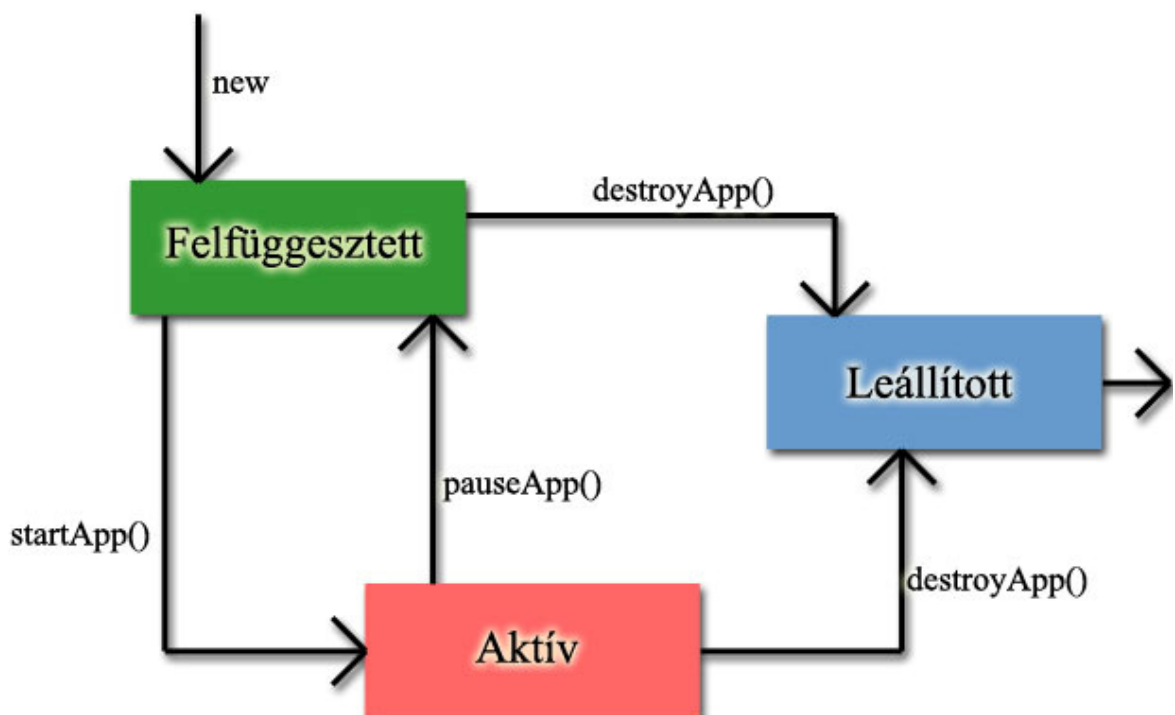 new
destroyApp()
Felfüggesztett
Leállított
pauseApp()
startApp()
destroyApp()
Aktív